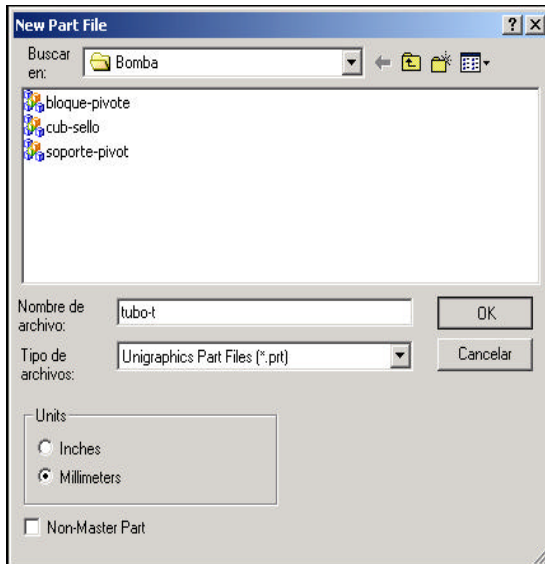 New Part File
Buscar
en:
Bomba
bloque-pivote
cub-sello
soporte-pivot
Nombre de
archivo:
tubo-t
OK
Tipo de
archivos:
Unigraphics Part Files (*.prt)
Cancelar
Units
Inches
Millimeters
Non-Master Part